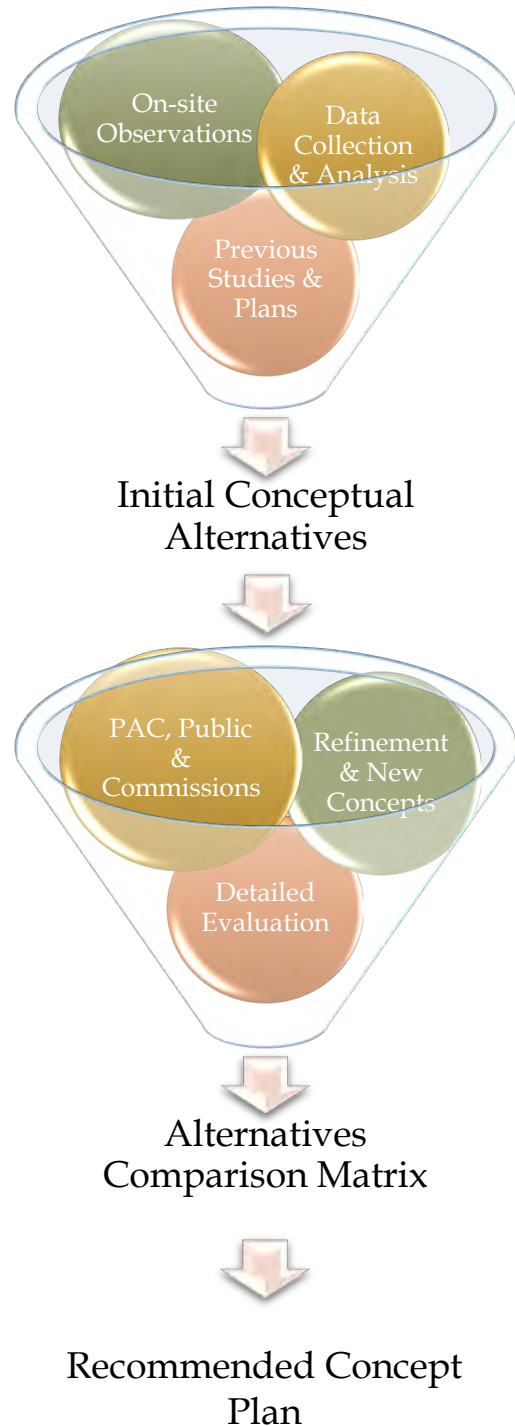 On-site
Observations
Data
Collection
& Analysis
Previous
Studies &
Plans
Initial Conceptual
Alternatives
PAC, Public
&
Commissions
Refinement
& New
Concepts
Detailed
Evaluation
Alternatives
Comparison Matrix
Recommended Concept
Plan